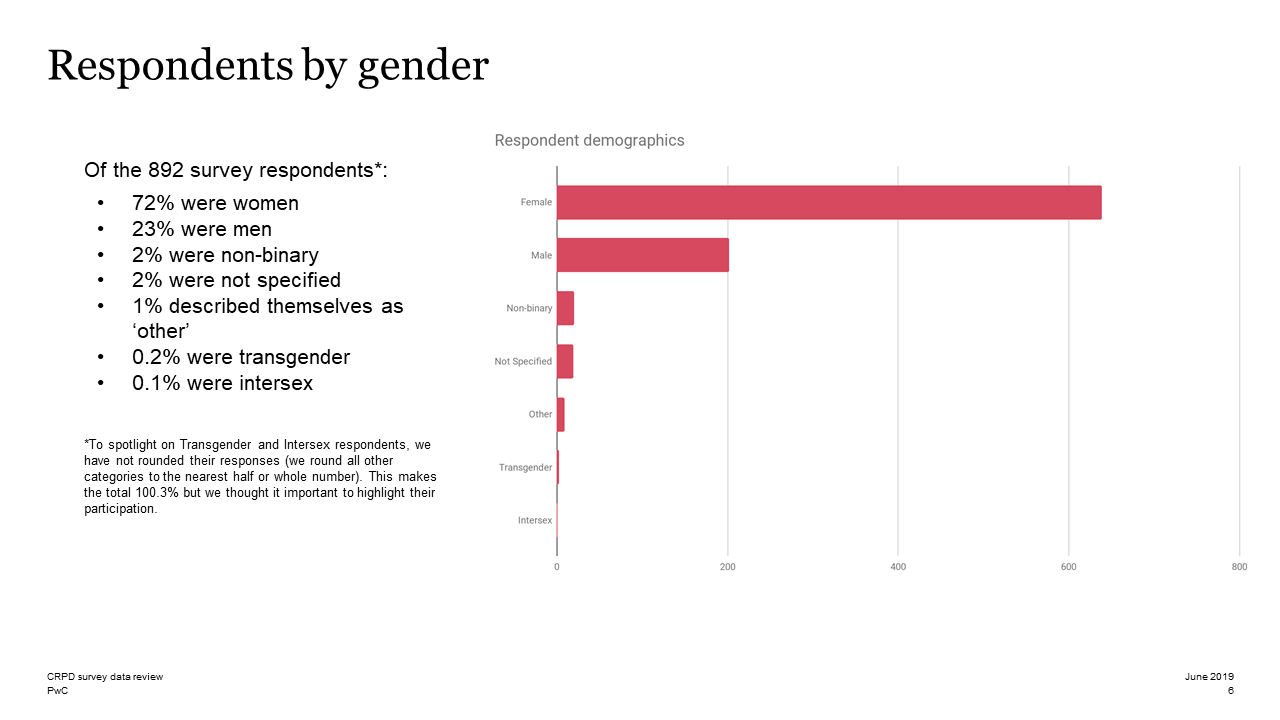 Respondents by gender
Of the 892 survey respondents*:
• 72% were women
• 23% were men
• 2% were non-binary
• 2% were not specified
• 1% described themselves as
‘other’
• 0.2% were transgender
• 0.1% were intersex
*To spotlight on Transgender and Intersex respondents, we
have not rounded their responses (we round all other
categories to the nearest half or whole number). This makes
the total 100.3% but we thought it important to highlight their
participation.
Respondent demographics
Female
Male
Non-binary
Not Specified
Other
Transgender
Intersex
0 200 400 600 800
CRPD survey data review
PwC
June 2019
6